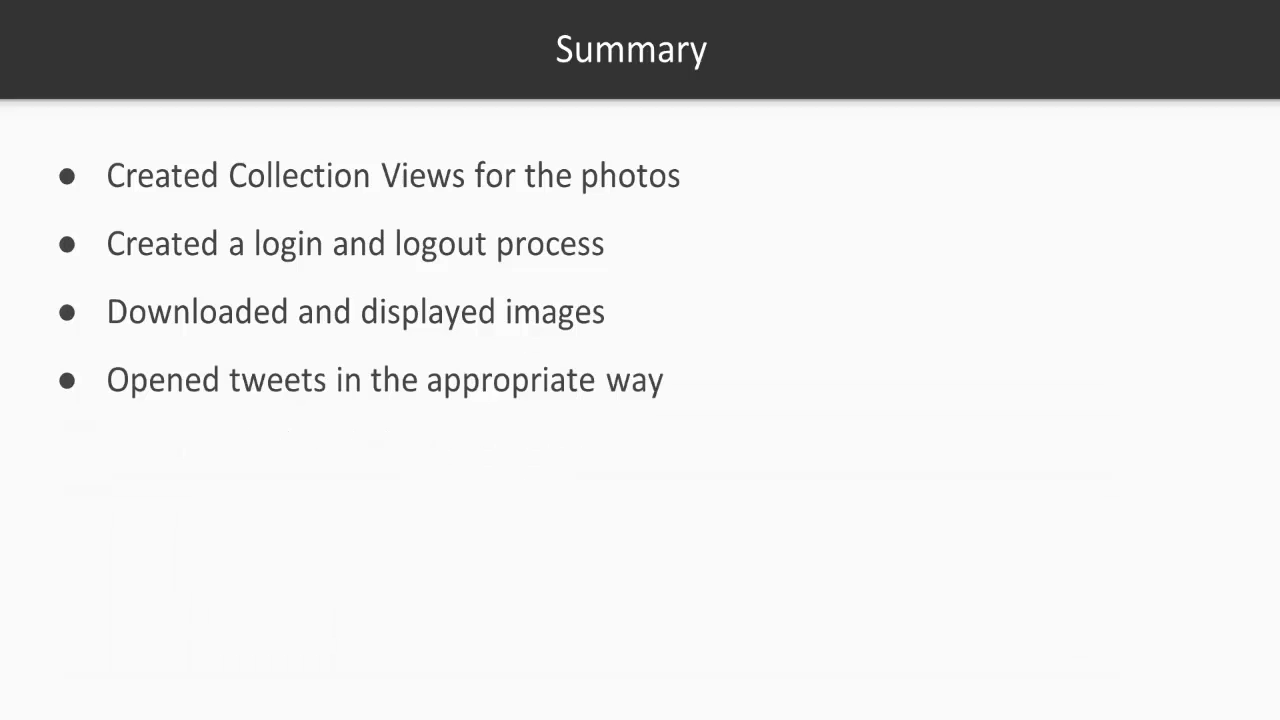 Summary
● Created Collection Views for the photos
● Created a login and logout process
● Downloaded and displayed images
● Opened tweets in the appropriate way